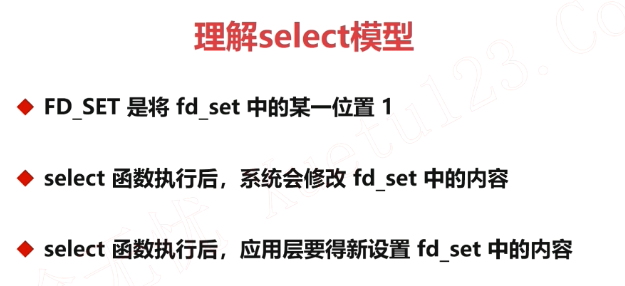 理解select模型
FD_SET 是将 fd_set 中的某一位置 1
select 函数执行后，系统会修改 fd_set 中的内容
select 函数执行后，应用层要得新设置 fd_set 中的内容